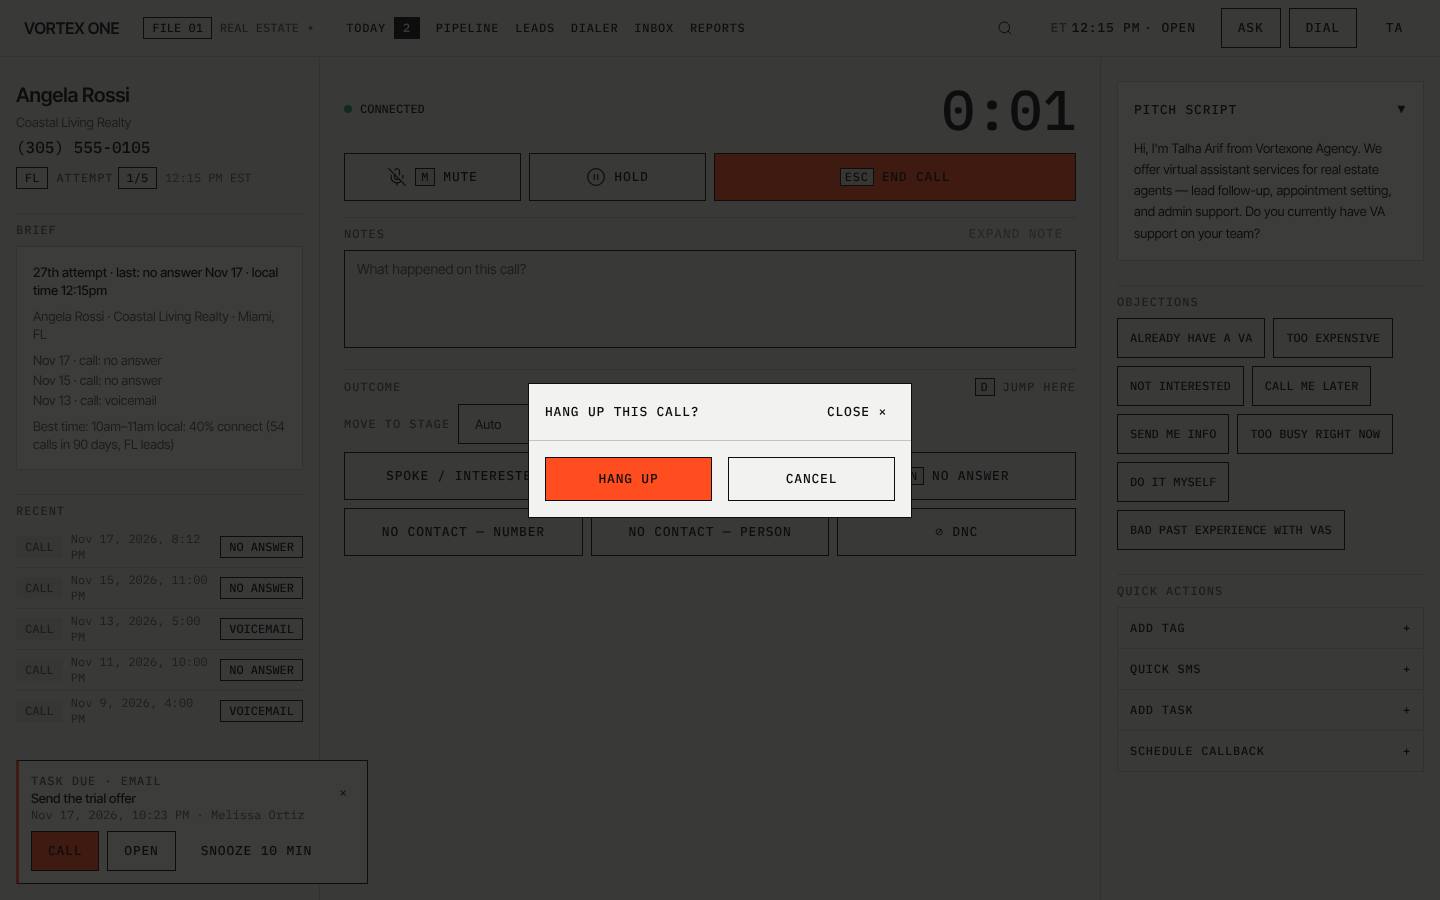 VORTEX ONE
FILE 01 REAL ESTATE
TODAY 2 PIPELINE LEADS DIALER INBOX REPORTS
ET 12:15 PM · OPEN
ASK
DIAL
TA
Angela Rossi
Coastal Living Realty
(305) 555-0105
FL ATTEMPT 1/5 12:15 PM EST
BRIEF
27th attempt · last: no answer Nov 17 · local
time 12:15pm
Angela Rossi · Coastal Living Realty · Miami,
FL
Nov 17 · call: no answer
Nov 15 · call: no answer
Nov 13 · call: voicemail
Best time: 10am–11am local: 40% connect (54
calls in 90 days, FL leads)
RECENT
CALL Nov 17, 2026, 8:12 PM NO ANSWER
CALL Nov 15, 2026, 11:00 PM NO ANSWER
CALL Nov 13, 2026, 5:00 PM VOICEMAIL
CALL Nov 11, 2026, 10:00 PM NO ANSWER
CALL Nov 9, 2026, 4:00 PM VOICEMAIL
TASK DUE · EMAIL
×
Send the trial offer
Nov 17, 2026, 10:23 PM · Melissa Ortiz
CALL
OPEN
SNOOZE 10 MIN
CONNECTED
0:01
M MUTE
HOLD
ESC END CALL
NOTES
EXPAND NOTE
What happened on this call?
OUTCOME
D JUMP HERE
MOVE TO STAGE Auto
SPOKE / INTERESTE
N NO ANSWER
NO CONTACT — NUMBER
NO CONTACT — PERSON
⊘ DNC
HANG UP THIS CALL?
CLOSE ×
HANG UP
CANCEL
PITCH SCRIPT ▼
Hi, I'm Talha Arif from Vortexone Agency. We
offer virtual assistant services for real estate
agents — lead follow-up, appointment setting,
and admin support. Do you currently have VA
support on your team?
OBJECTIONS
ALREADY HAVE A VA
TOO EXPENSIVE
NOT INTERESTED
CALL ME LATER
SEND ME INFO
TOO BUSY RIGHT NOW
DO IT MYSELF
BAD PAST EXPERIENCE WITH VAS
QUICK ACTIONS
ADD TAG +
QUICK SMS +
ADD TASK +
SCHEDULE CALLBACK +